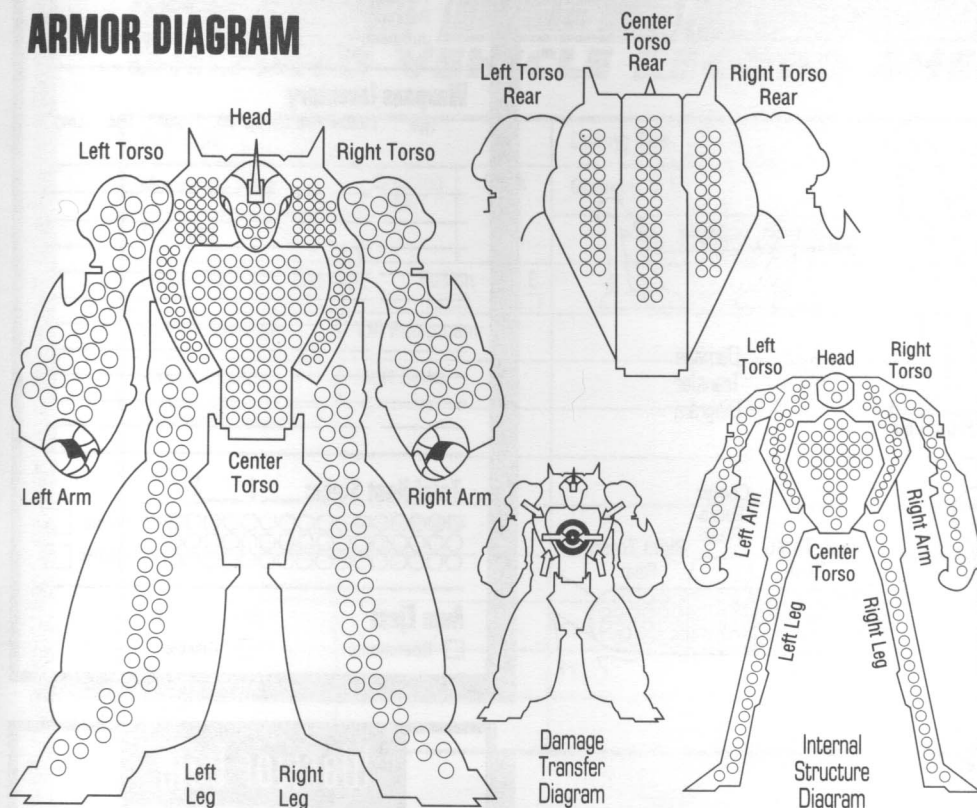 ARMOR DIAGRAM
Head
Left Torso
Right Torso
Left Arm
Center
Torso
Right Arm
Left
Leg
Right
Leg
Center
Torso
Rear
Left Torso
Rear
Right Torso
Rear
Damage
Transfer
Diagram
Left
Torso
Head
Right
Torso
Left Arm
Right Arm
Center
Torso
Left Leg
Right Leg
Internal
Structure
Diagram